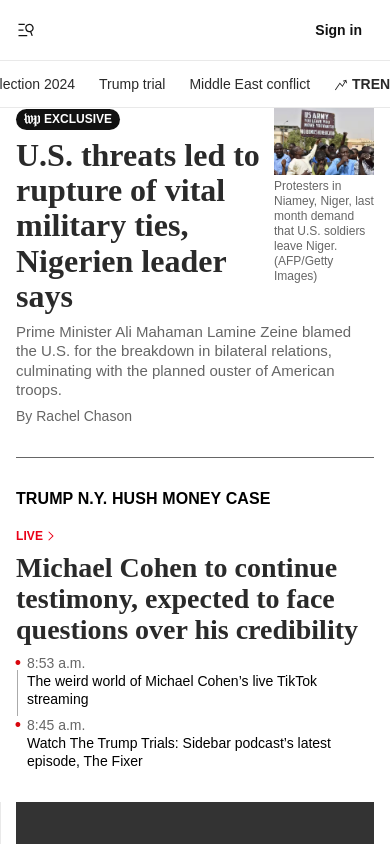 Sign in
lection 2024 Trump trial Middle East conflict TREN
wp EXCLUSIVE
U.S. threats led to
rupture of vital
military ties,
Nigerien leader
says
U.S ARMY
Protesters in
Niamey, Niger, last
month demand
that U.S. soldiers
leave Niger.
(AFP/Getty
Images)
Prime Minister Ali Mahaman Lamine Zeine blamed
the U.S. for the breakdown in bilateral relations,
culminating with the planned ouster of American
troops.
By Rachel Chason
TRUMP N.Y. HUSH MONEY CASE
LIVE
Michael Cohen to continue
testimony, expected to face
questions over his credibility
8:53 a.m.
The weird world of Michael Cohen’s live TikTok
streaming
8:45 a.m.
Watch The Trump Trials: Sidebar podcast’s latest
episode, The Fixer